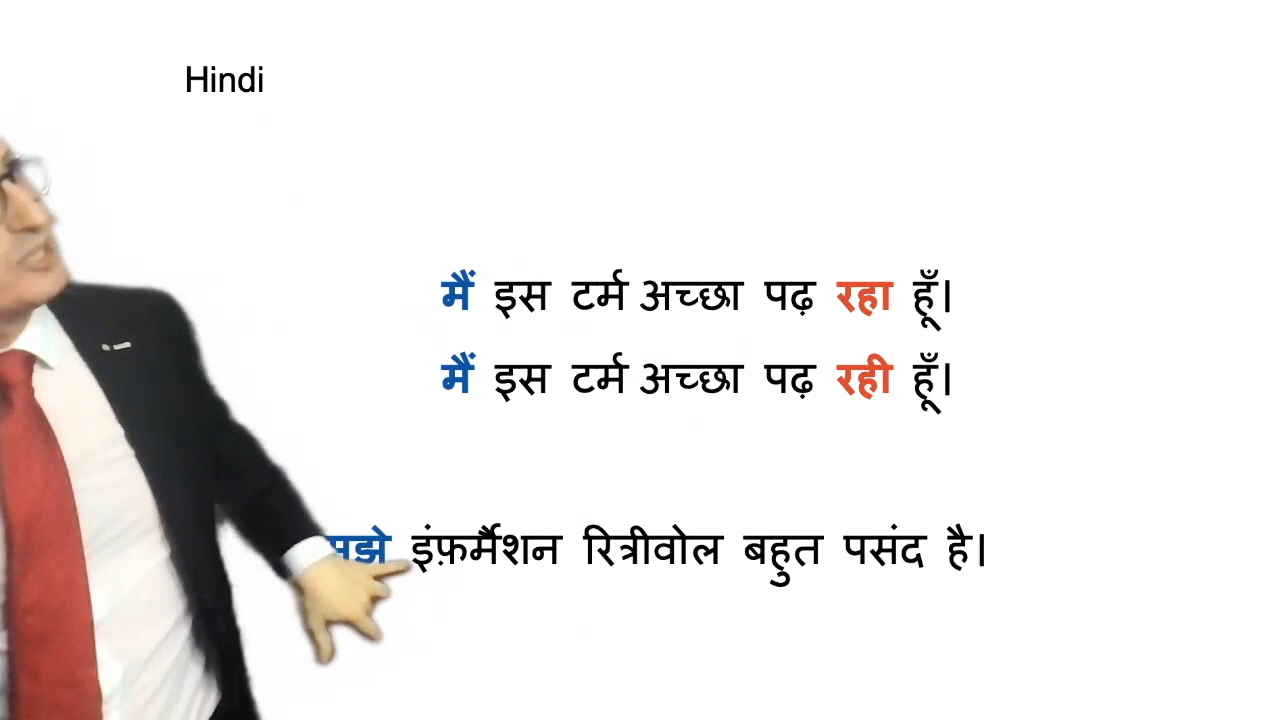 Hindi
मैं इस टर्म अच्छा पढ़ रहा हूँ।
मैं इस टर्म अच्छा पढ़ रही हूँ।
मुझे इंफ़र्मैशन रित्रीवोल बहुत पसंद है।